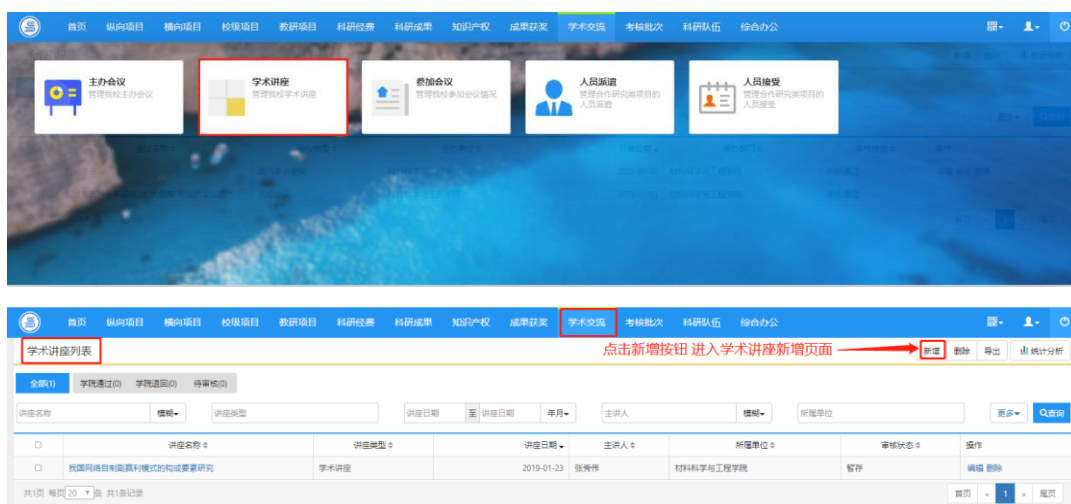 首页 纵向项目 横向项目 校级项目 教研项目 科研经费 科研成果 知识产权 成果获奖 学术交流 考核批次 科研队伍 综合办公
主办会议 学术讲座 参加会议 人员派遣 人员接受
管理我校主办会议 管理我校学术讲座 管理我校参加会议情况 管理合作研究类项目的人员派遣 管理合作研究类项目的人员接受
首页 纵向项目 横向项目 校级项目 教研项目 科研经费 科研成果 知识产权 成果获奖 学术交流 考核批次 科研队伍 综合办公
学术讲座列表 点击新增按钮 进入学术讲座新增页面 新增 删除 导出 统计分析
全部(1) 学院通过(0) 学院退回(0) 待审核(0)
讲座名称 模糊 讲座类型 讲座日期 至 讲座日期 年月 主讲人 模糊 所属单位 更多 查询
讲座名称 讲座类型 讲座日期 主讲人 所属单位 审核状态 操作
我国网络自制剧赢利模式的构成要素研究 学术讲座 2019-01-23 张秀伟 材料科学与工程学院 暂存 编辑 删除
共1页 每页 20 条 共1条记录 首页 « 1 » 尾页